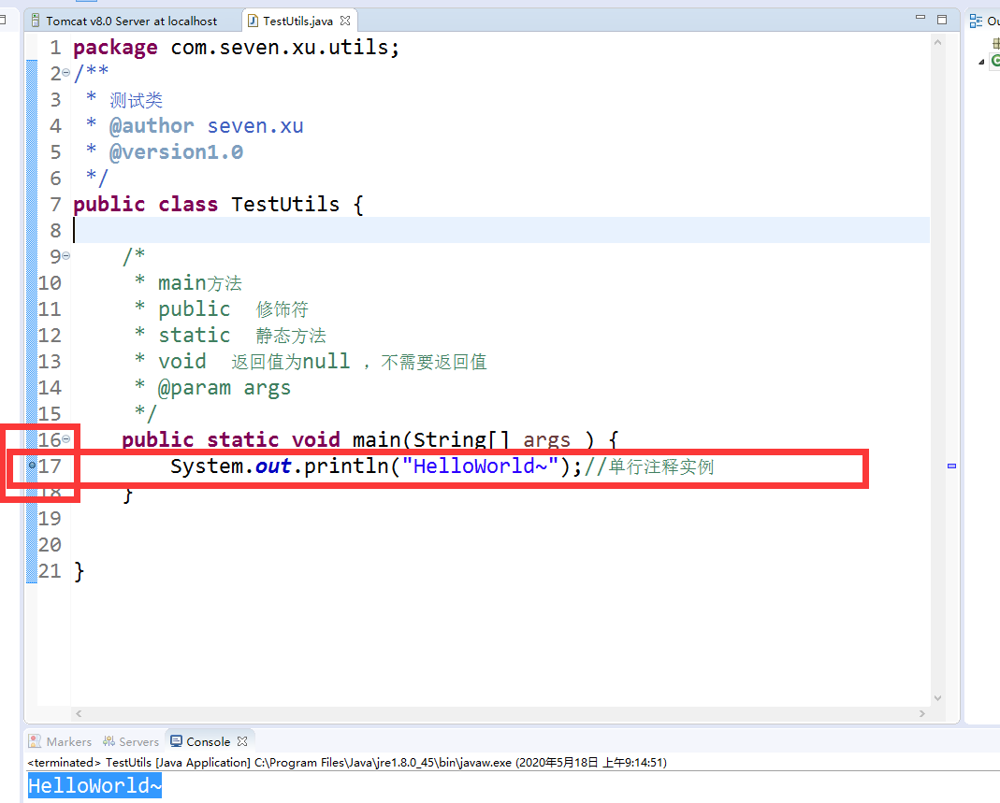 Tomcat v8.0 Server at localhost TestUtils.java Ou
1 package com.seven.xu.utils;
2 /**
3 * 测试类
4 * @author seven.xu
5 * @version1.0
6 */
7 public class TestUtils {
8
9 /*
10 * main方法
11 * public 修饰符
12 * static 静态方法
13 * void 返回值为null ，不需要返回值
14 * @param args
15 */
16 public static void main(String[] args ) {
17 System.out.println("HelloWorld~");//单行注释实例
18 }
19
20
21 }
Markers Servers Console
<terminated> TestUtils [Java Application] C:\Program Files\Java\jre1.8.0_45\bin\javaw.exe (2020年5月18日 上午9:14:51)
HelloWorld~